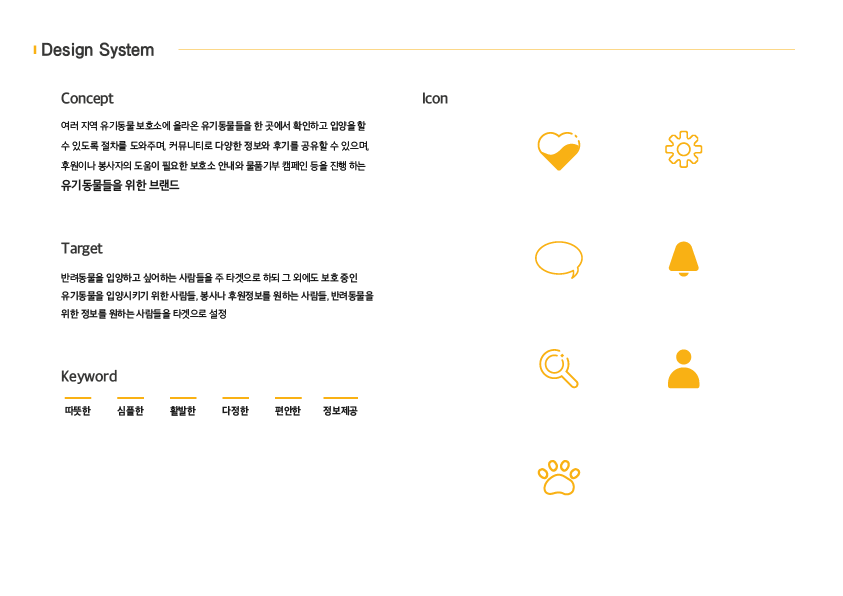 Design System
Concept
여러 지역 유기동물 보호소에 올라온 유기동물들을 한 곳에서 확인하고 입양을 할
수 있도록 절차를 도와주며, 커뮤니티로 다양한 정보와 후기를 공유할 수 있으며,
후원이나 봉사자의 도움이 필요한 보호소 안내와 물품기부 캠페인 등을 진행 하는
유기동물들을 위한 브랜드
Target
반려동물을 입양하고 싶어하는 사람들을 주 타겟으로 하되 그 외에도 보호 중인
유기동물을 입양시키기 위한 사람들, 봉사나 후원정보를 원하는 사람들, 반려동물을
위한 정보를 원하는 사람들을 타겟으로 설정
Keyword
따뜻한 심플한 활발한 다정한 편안한 정보제공
Icon